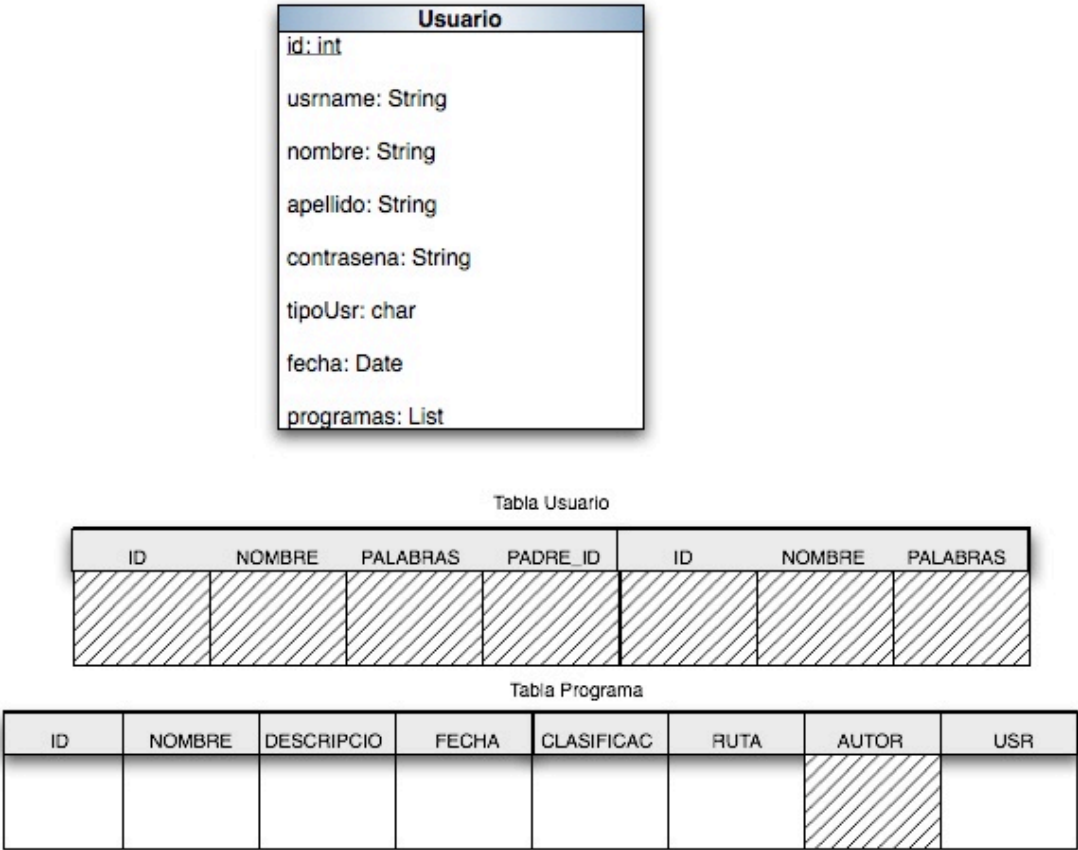 Usuario
id: int
usrname: String
nombre: String
apellido: String
contrasena: String
tipoUsr: char
fecha: Date
programas: List
Tabla Usuario
ID NOMBRE PALABRAS PADRE_ID ID NOMBRE PALABRAS
Tabla Programa
ID NOMBRE DESCRIPCIO FECHA CLASIFICAC RUTA AUTOR USR